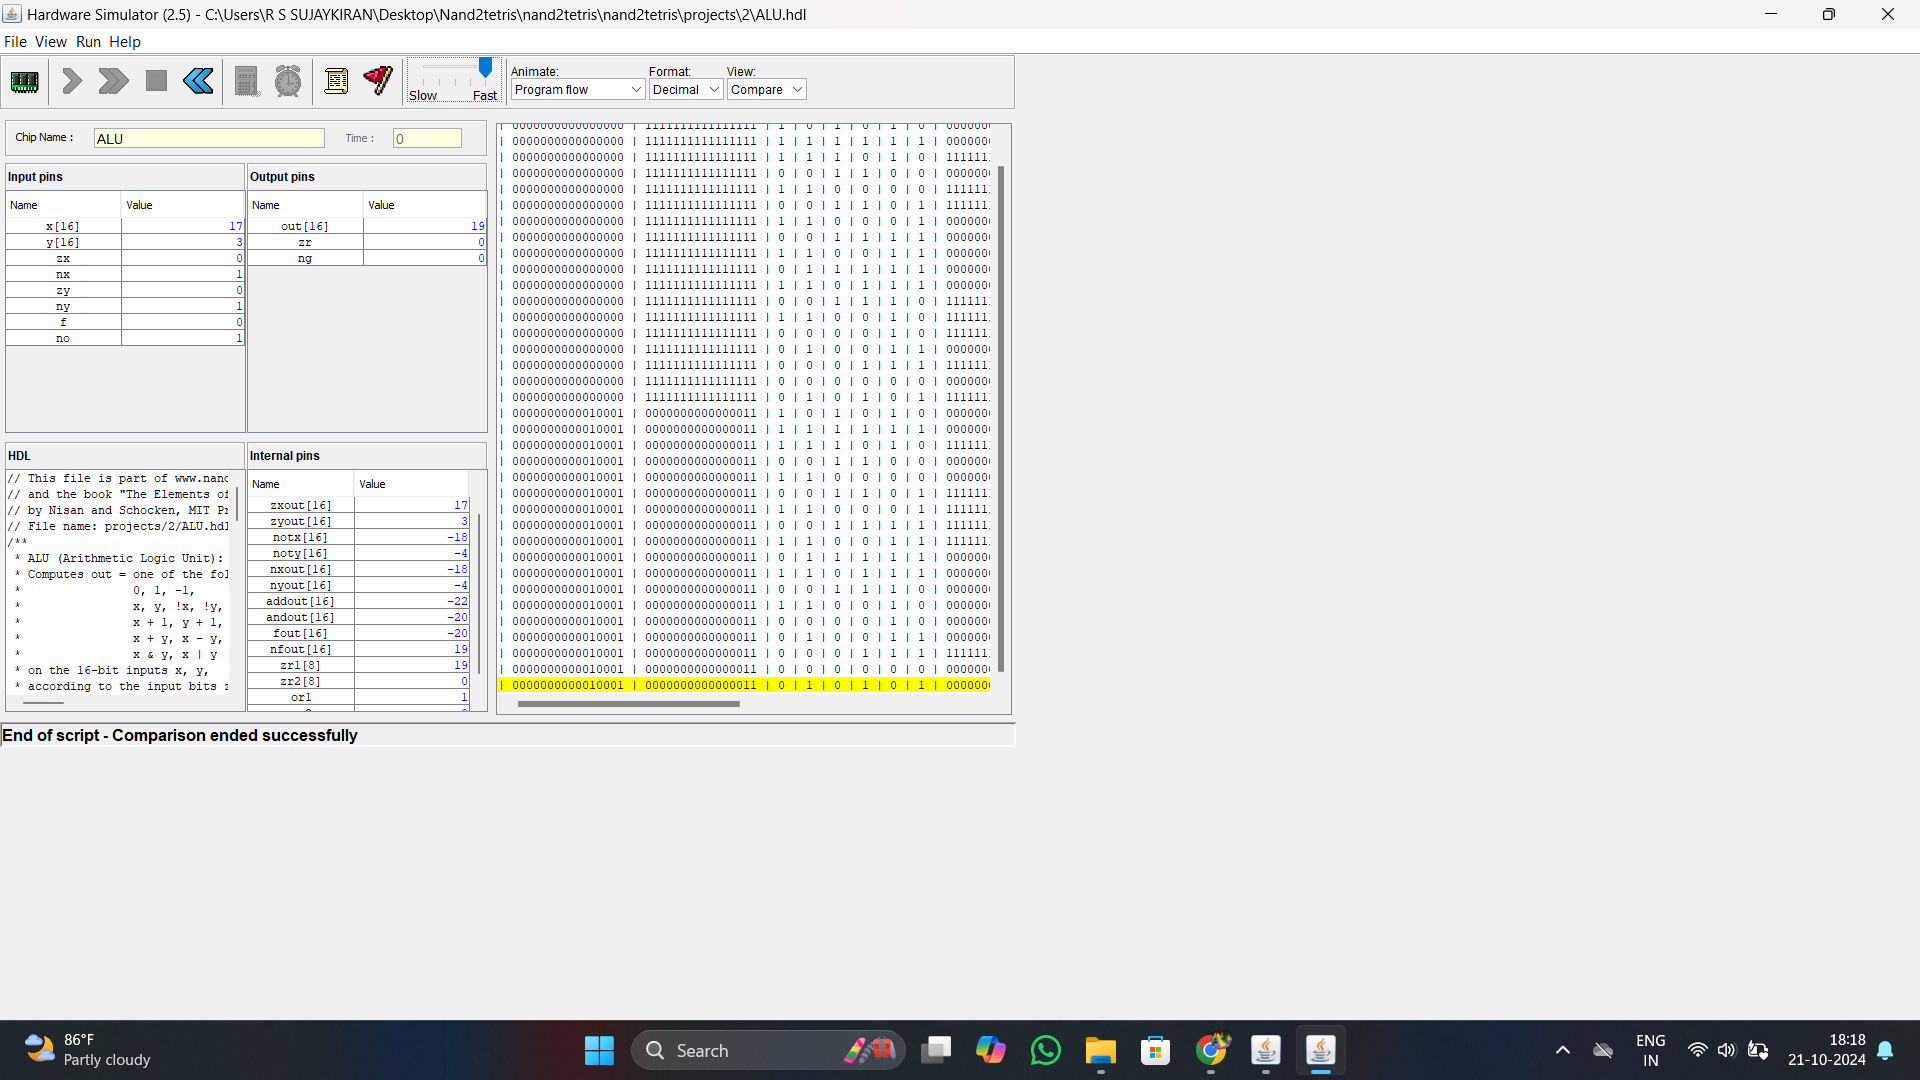 Hardware Simulator (2.5) - C:\Users\R S SUJAYKIRAN\Desktop\Nand2tetris\nand2tetris\nand2tetris\projects\2\ALU.hdl
File View Run Help
Animate: Format: View:
Slow Fast Program flow Decimal Compare
Chip Name : ALU Time : 0
Input pins
Name Value
x[16] 17
y[16] 3
zx 0
nx 1
zy 0
ny 1
f 0
no 1
Output pins
Name Value
out[16] 19
zr 0
ng 0
HDL
// This file is part of www.nand
// and the book "The Elements of
// by Nisan and Schocken, MIT Pr
// File name: projects/2/ALU.hdl
/**
* ALU (Arithmetic Logic Unit):
* Computes out = one of the fol
* 0, 1, -1,
* x, y, !x, !y,
* x + 1, y + 1,
* x + y, x - y,
* x & y, x | y
* on the 16-bit inputs x, y,
* according to the input bits z
Internal pins
Name Value
zxout[16] 17
zyout[16] 3
notx[16] -18
noty[16] -4
nxout[16] -18
nyout[16] -4
addout[16] -22
andout[16] -20
fout[16] -20
nfout[16] 19
zr1[8] 19
zr2[8] 0
or1 1
| 0000000000000000 | 1111111111111111 | 1 | 0 | 1 | 0 | 1 | 0 | 000000
| 0000000000000000 | 1111111111111111 | 1 | 1 | 1 | 1 | 1 | 1 | 000000
| 0000000000000000 | 1111111111111111 | 1 | 1 | 1 | 0 | 1 | 0 | 111111
| 0000000000000000 | 1111111111111111 | 0 | 0 | 1 | 1 | 0 | 0 | 000000
| 0000000000000000 | 1111111111111111 | 1 | 1 | 0 | 0 | 0 | 0 | 111111
| 0000000000000000 | 1111111111111111 | 0 | 0 | 1 | 1 | 0 | 1 | 111111
| 0000000000000000 | 1111111111111111 | 1 | 1 | 0 | 0 | 0 | 1 | 000000
| 0000000000000000 | 1111111111111111 | 0 | 0 | 1 | 1 | 1 | 1 | 000000
| 0000000000000000 | 1111111111111111 | 1 | 1 | 0 | 0 | 1 | 1 | 000000
| 0000000000000000 | 1111111111111111 | 0 | 1 | 1 | 1 | 1 | 1 | 000000
| 0000000000000000 | 1111111111111111 | 1 | 1 | 0 | 1 | 1 | 1 | 000000
| 0000000000000000 | 1111111111111111 | 0 | 0 | 1 | 1 | 1 | 0 | 111111
| 0000000000000000 | 1111111111111111 | 1 | 1 | 0 | 0 | 1 | 0 | 111111
| 0000000000000000 | 1111111111111111 | 0 | 0 | 0 | 0 | 1 | 0 | 111111
| 0000000000000000 | 1111111111111111 | 0 | 1 | 0 | 0 | 1 | 1 | 000000
| 0000000000000000 | 1111111111111111 | 0 | 0 | 0 | 1 | 1 | 1 | 111111
| 0000000000000000 | 1111111111111111 | 0 | 0 | 0 | 0 | 0 | 0 | 000000
| 0000000000000000 | 1111111111111111 | 0 | 1 | 0 | 1 | 0 | 1 | 111111
| 0000000000010001 | 0000000000000011 | 1 | 0 | 1 | 0 | 1 | 0 | 000000
| 0000000000010001 | 0000000000000011 | 1 | 1 | 1 | 1 | 1 | 1 | 000000
| 0000000000010001 | 0000000000000011 | 1 | 1 | 1 | 0 | 1 | 0 | 111111
| 0000000000010001 | 0000000000000011 | 0 | 0 | 1 | 1 | 0 | 0 | 000000
| 0000000000010001 | 0000000000000011 | 1 | 1 | 0 | 0 | 0 | 0 | 000000
| 0000000000010001 | 0000000000000011 | 0 | 0 | 1 | 1 | 0 | 1 | 111111
| 0000000000010001 | 0000000000000011 | 1 | 1 | 0 | 0 | 0 | 1 | 111111
| 0000000000010001 | 0000000000000011 | 0 | 0 | 1 | 1 | 1 | 1 | 111111
| 0000000000010001 | 0000000000000011 | 1 | 1 | 0 | 0 | 1 | 1 | 111111
| 0000000000010001 | 0000000000000011 | 0 | 1 | 1 | 1 | 1 | 1 | 000000
| 0000000000010001 | 0000000000000011 | 1 | 1 | 0 | 1 | 1 | 1 | 000000
| 0000000000010001 | 0000000000000011 | 0 | 0 | 1 | 1 | 1 | 0 | 000000
| 0000000000010001 | 0000000000000011 | 1 | 1 | 0 | 0 | 1 | 0 | 000000
| 0000000000010001 | 0000000000000011 | 0 | 0 | 0 | 0 | 1 | 0 | 000000
| 0000000000010001 | 0000000000000011 | 0 | 1 | 0 | 0 | 1 | 1 | 000000
| 0000000000010001 | 0000000000000011 | 0 | 0 | 0 | 1 | 1 | 1 | 111111
| 0000000000010001 | 0000000000000011 | 0 | 0 | 0 | 0 | 0 | 0 | 000000
| 0000000000010001 | 0000000000000011 | 0 | 1 | 0 | 1 | 0 | 1 | 000000
End of script - Comparison ended successfully
86°F
Partly cloudy
Search
ENG
IN
18:18
21-10-2024